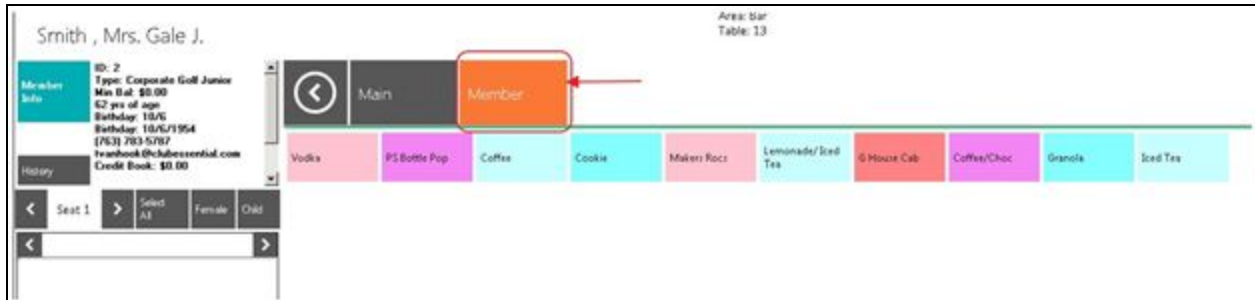 Area: Bar
Table: 13
Smith , Mrs. Gale J.
Member Info
ID: 2
Type: Corporate Golf Junior
Min Bal: $0.00
62 yrs of age
Birthday: 10/6
Birthday: 10/6/1954
(763) 783-5787
tvanhook@clubessential.com
Credit Book: $0.00
History
Main
Member
Vodka
PS Bottle Pop
Coffee
Cookie
Makers Rocs
Lemonade/Iced
Tea
G House Cab
Coffee/Choc
Granola
Iced Tea
Seat 1
Select
All
Female
Child